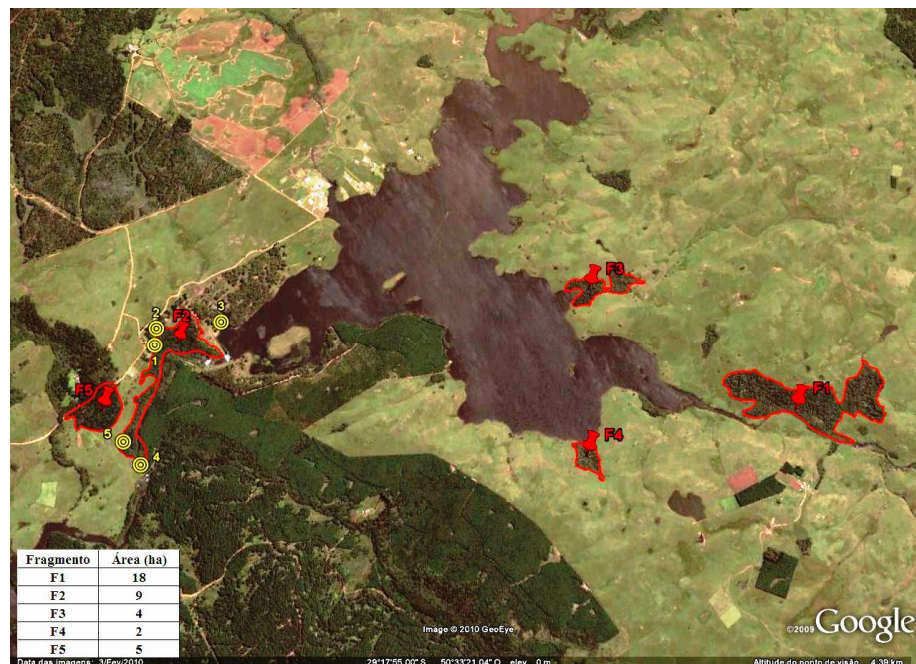 F3
3
2
F2
1
F5
F1
F4
5
4
Fragmento Área (ha)
F1 18
F2 9
F3 4
F4 2
F5 5
Image © 2010 GeoEye
©2009 Google
Data das imagens: 3/Fev/2010 29°17'55.00" S 50°33'21.04" O elev 0 m Altitude do ponto de visão 4.39 km